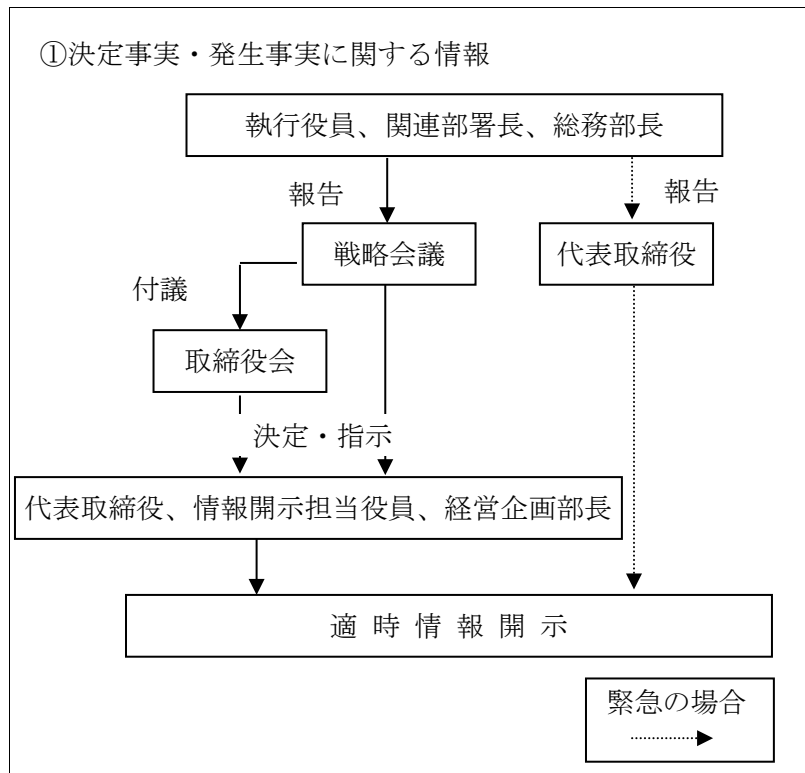 ①決定事実・発生事実に関する情報
執行役員、関連部署長、総務部長
報告
報告
戦略会議
代表取締役
付議
取締役会
決定・指示
代表取締役、情報開示担当役員、経営企画部長
適 時 情 報 開 示
緊急の場合